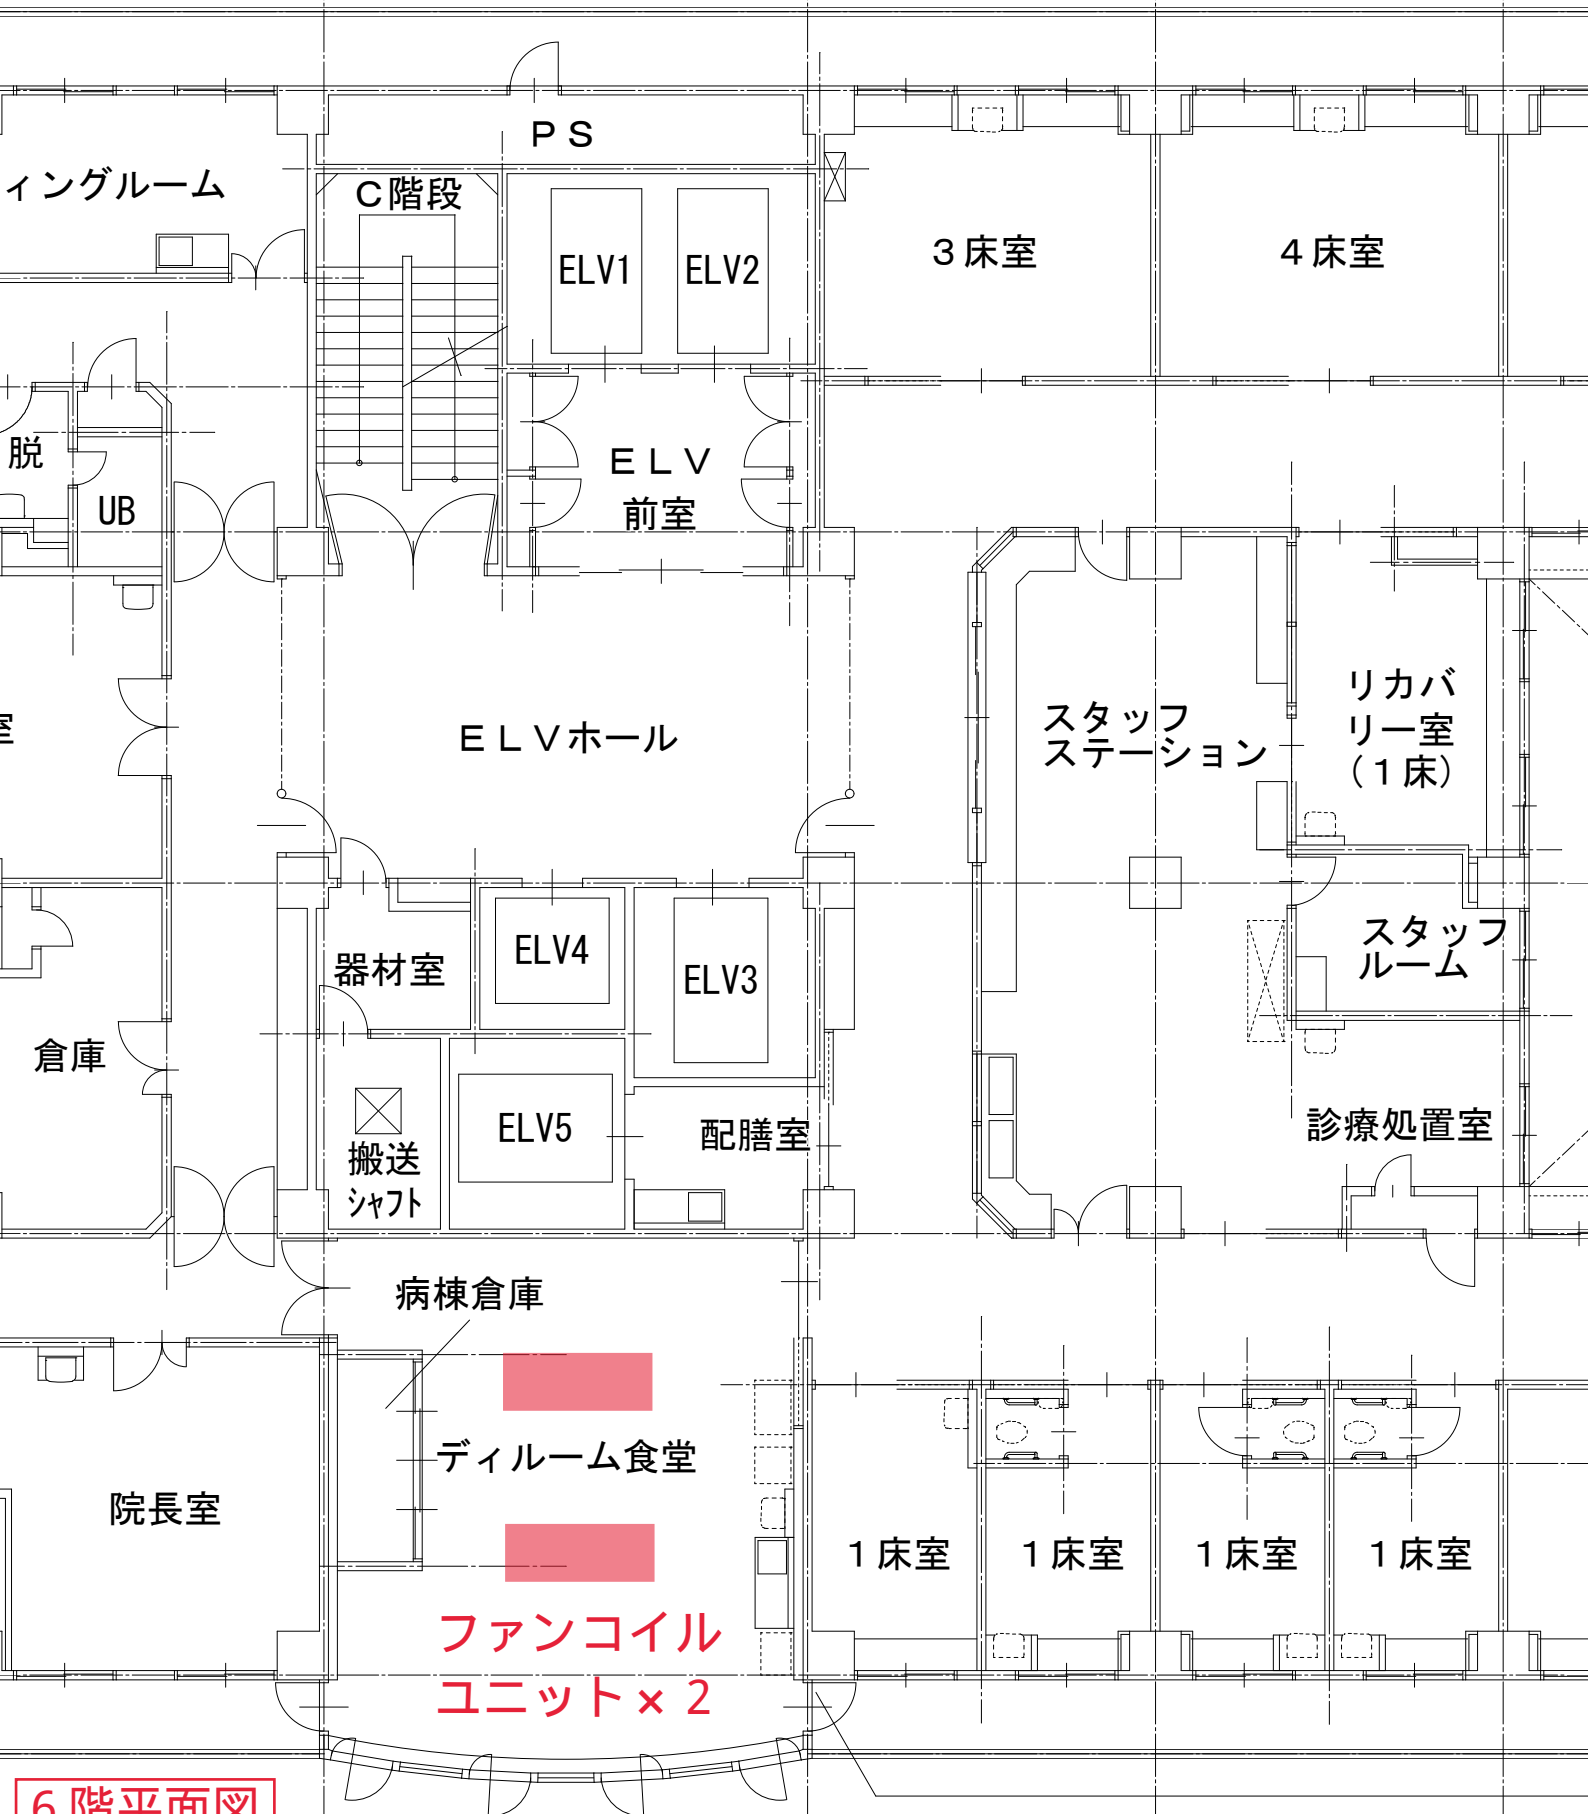 ＰＳ
ィングルーム
Ｃ階段
ELV1
ELV2
３床室
４床室
脱
UB
ＥＬＶ
前室
室
ＥＬＶホール
スタッフ
ステーション
リカバ
リー室
（１床）
器材室
ELV4
ELV3
スタッフ
ルーム
倉庫
搬送
シャフト
ELV5
配膳室
診療処置室
病棟倉庫
ディルーム食堂
院長室
１床室
１床室
１床室
１床室
ファンコイル
ユニット× 2
6 階平面図